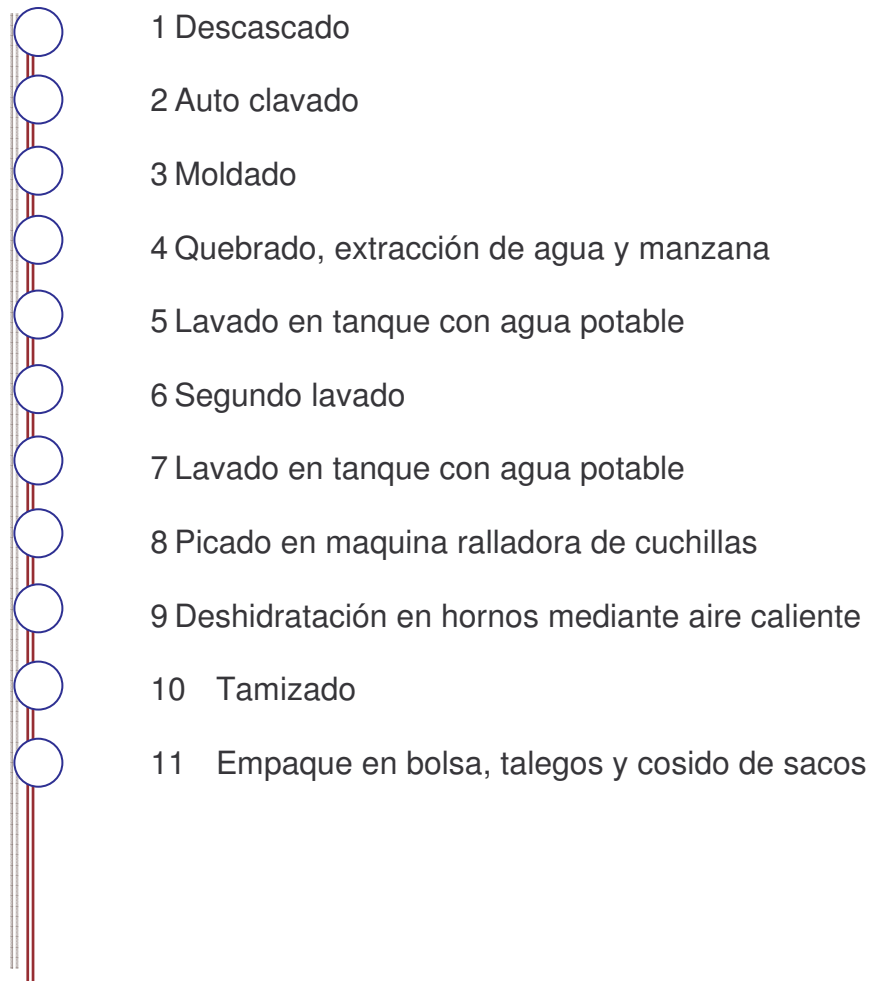 1 Descascado
2 Auto clavado
3 Moldado
4 Quebrado, extracción de agua y manzana
5 Lavado en tanque con agua potable
6 Segundo lavado
7 Lavado en tanque con agua potable
8 Picado en maquina ralladora de cuchillas
9 Deshidratación en hornos mediante aire caliente
10 Tamizado
11 Empaque en bolsa, talegos y cosido de sacos